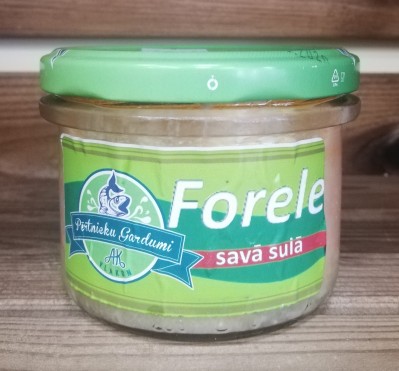 Forele
savā sulā
Pētnieku Gardumi
AK